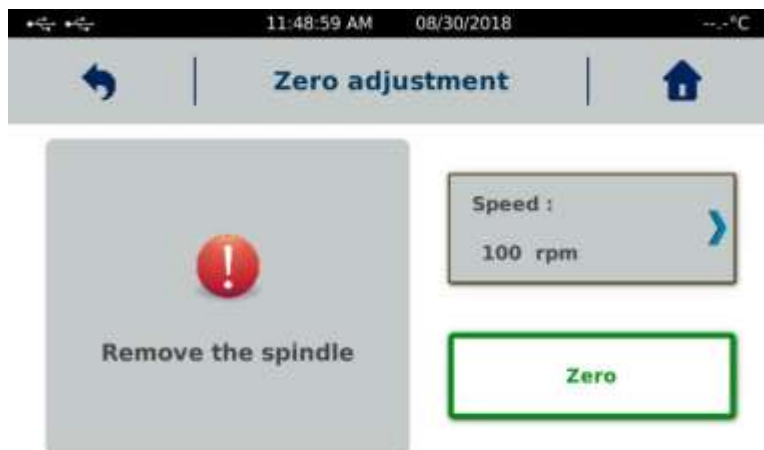 11:48:59 AM 08/30/2018 --.-°C
Zero adjustment
Speed :
100 rpm
Remove the spindle
Zero